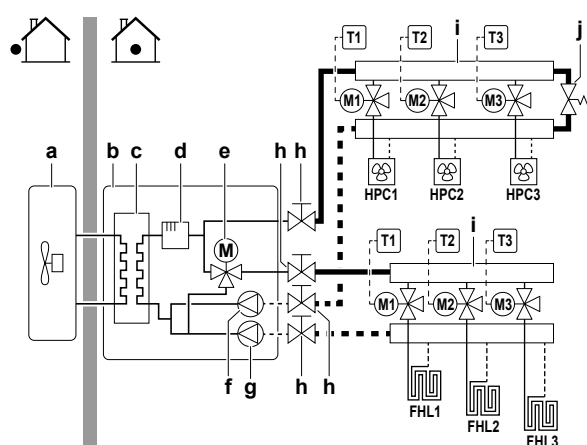 T1 T2 T3 i j
M1 M2 M3
a b c d e h h
HPC1 HPC2 HPC3
M
h T1 T2 T3 i
M1 M2 M3
f g h h
FHL1 FHL2 FHL3